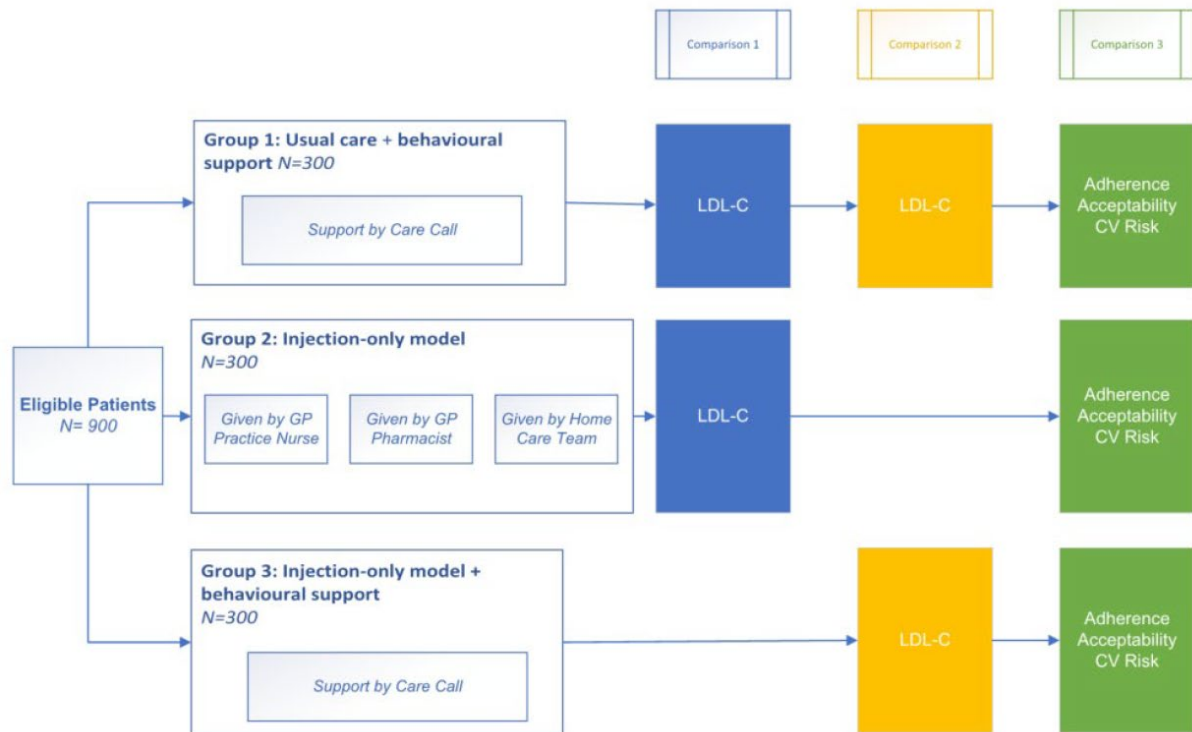 Comparison 1
Comparison 2
Comparison 3
Group 1: Usual care + behavioural
support N=300
Support by Care Call
LDL-C
LDL-C
Adherence
Acceptability
CV Risk
Eligible Patients
N= 900
Group 2: Injection-only model
N=300
Given by GP
Practice Nurse
Given by GP
Pharmacist
Given by Home
Care Team
LDL-C
Adherence
Acceptability
CV Risk
Group 3: Injection-only model +
behavioural support
N=300
Support by Care Call
LDL-C
Adherence
Acceptability
CV Risk